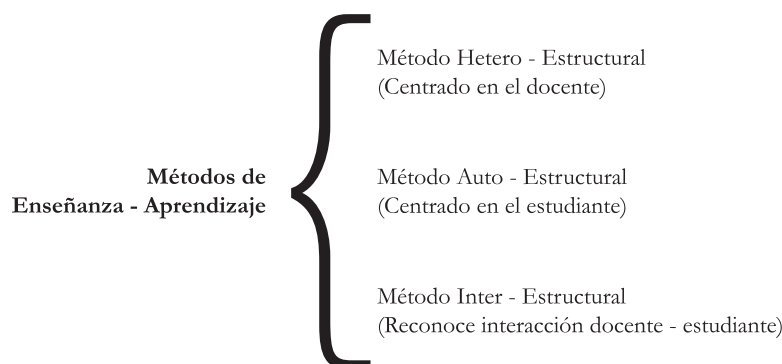 Método Hetero - Estructural
(Centrado en el docente)
Métodos de
Enseñanza - Aprendizaje
Método Auto - Estructural
(Centrado en el estudiante)
Método Inter - Estructural
(Reconoce interacción docente - estudiante)